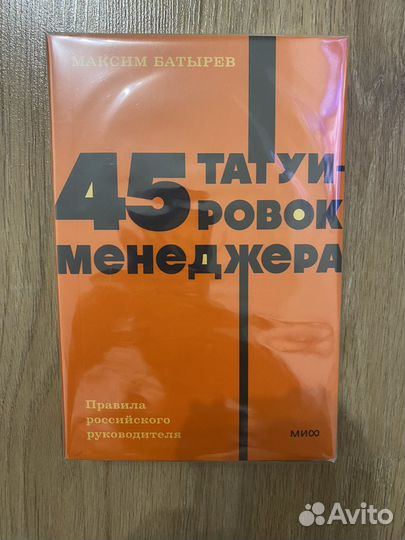 МАКСИМ БАТЫРЕВ
45 ТАТУИ-
РОВОК
МЕНЕДЖЕРА
Правила
российского
руководителя
МИФ
Avito